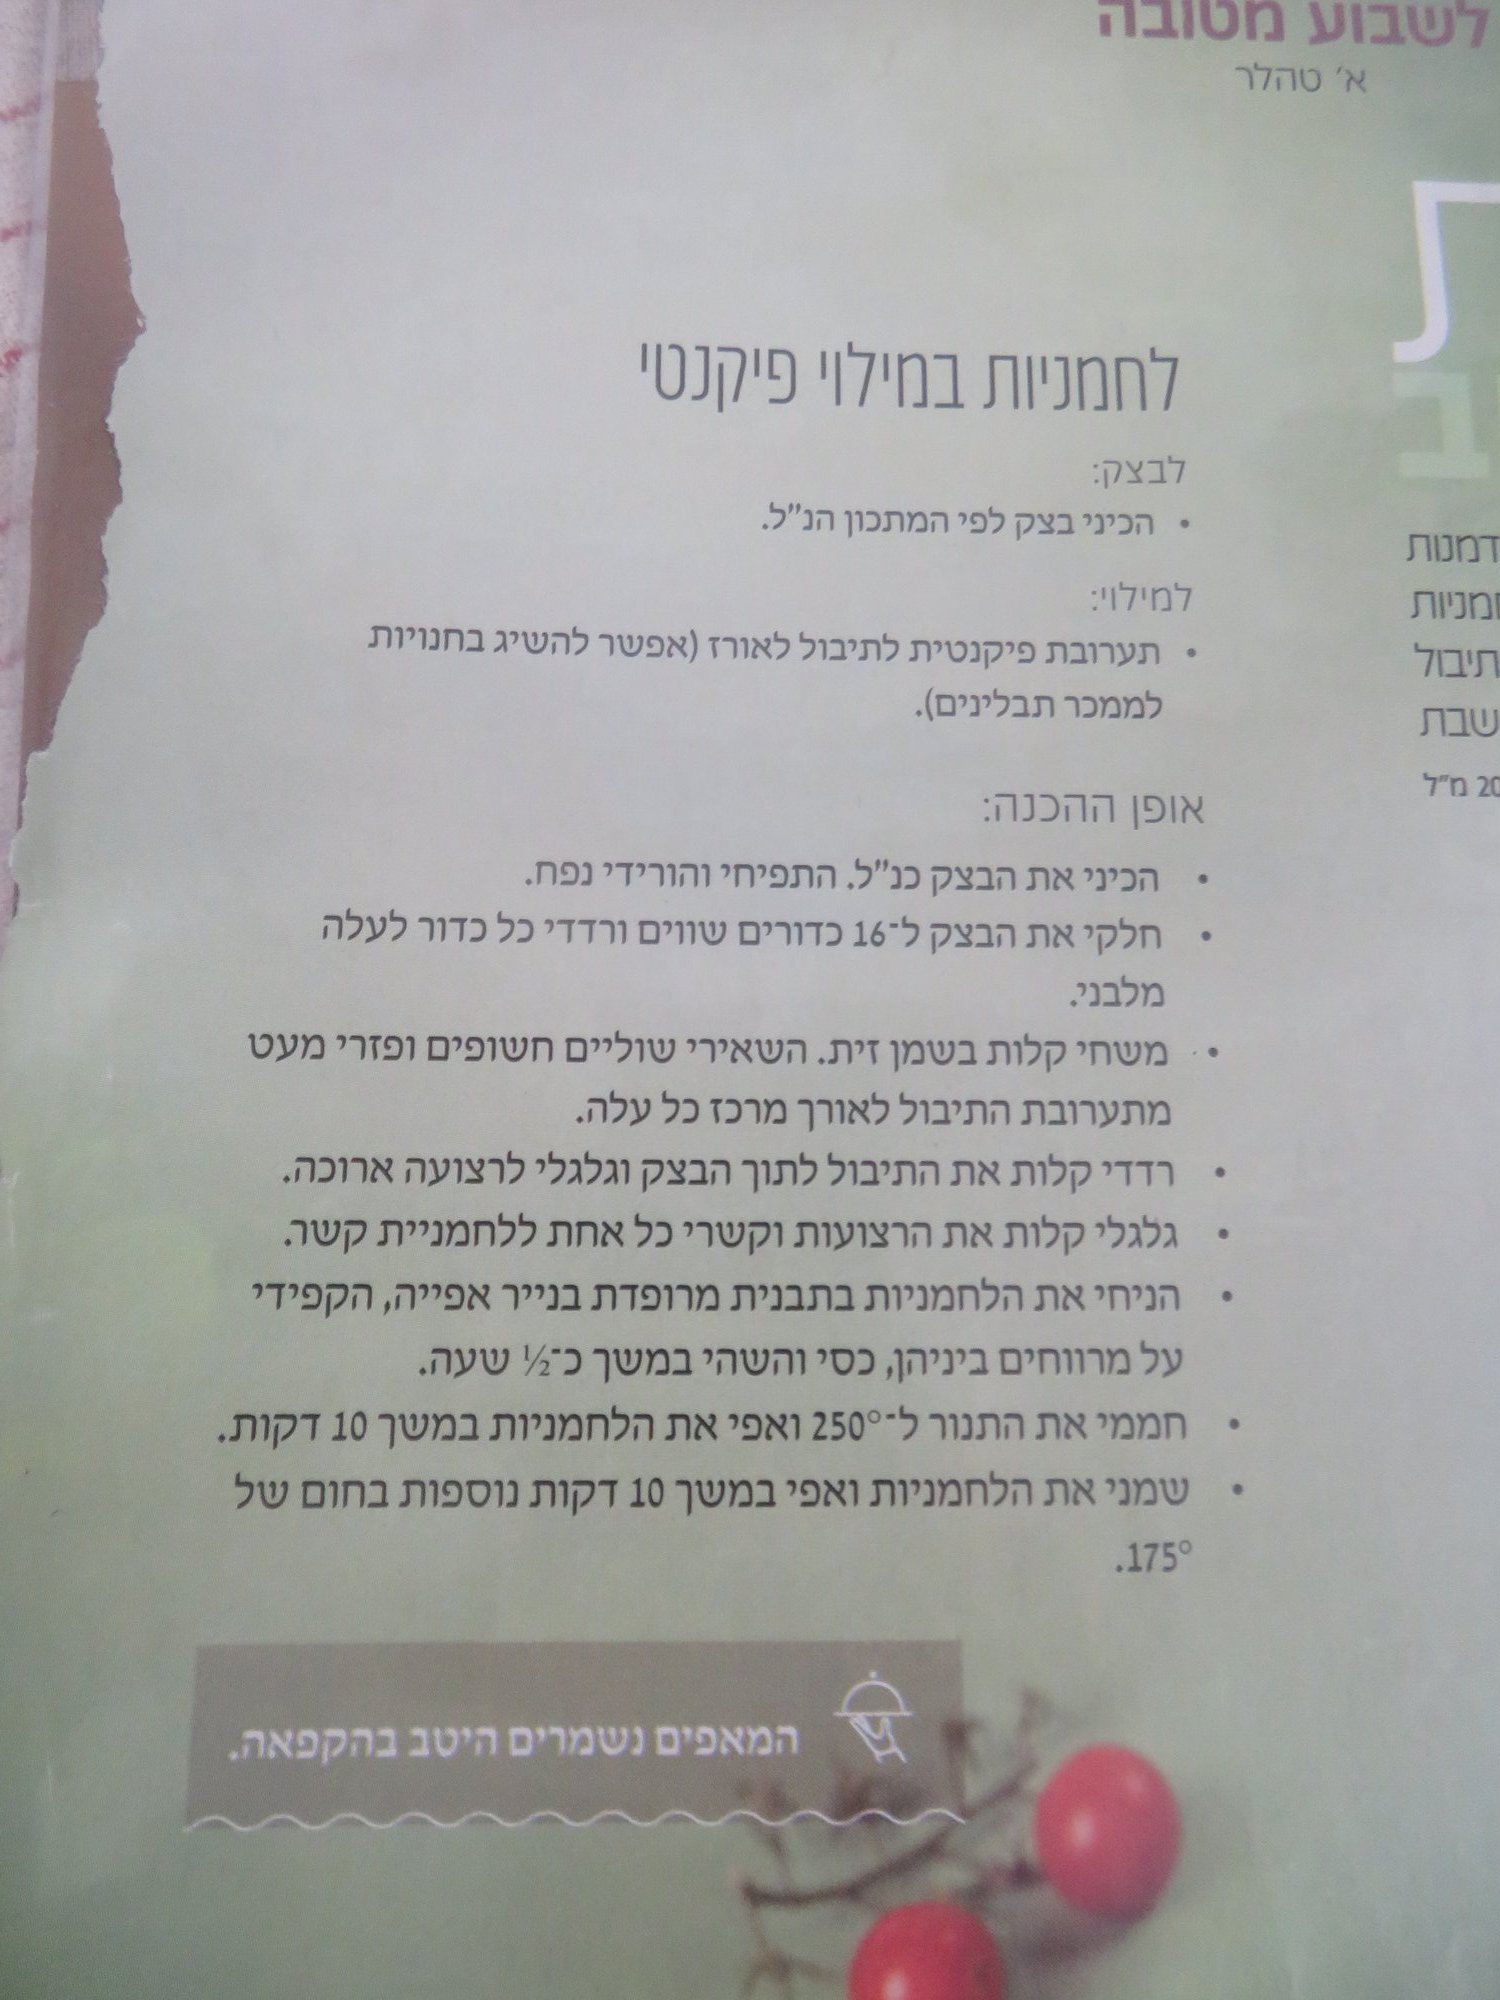 לשבוע מטובה
א׳ טהלר
לחמניות במילוי פיקנטי
לבצק:
• הכיני בצק לפי המתכון הנ"ל.
למילוי:
• תערובת פיקנטית לתיבול לאורז (אפשר להשיג בחנויות
לממכר תבלינים).
אופן ההכנה:
• הכיני את הבצק כנ"ל. התפיחי והורידי נפח.
• חלקי את הבצק ל־16 כדורים שווים ורדדי כל כדור לעלה
מלבני.
• משחי קלות בשמן זית. השאירי שוליים חשופים ופזרי מעט
מתערובת התיבול לאורך מרכז כל עלה.
• רדדי קלות את התיבול לתוך הבצק וגלגלי לרצועה ארוכה.
• גלגלי קלות את הרצועות וקשרי כל אחת ללחמניית קשר.
• הניחי את הלחמניות בתבנית מרופדת בנייר אפייה, הקפידי
על מרווחים ביניהן, כסי והשהי במשך כ־½ שעה.
• חממי את התנור ל־250° ואפי את הלחמניות במשך 10 דקות.
• שמני את הלחמניות ואפי במשך 10 דקות נוספות בחום של
175°.
המאפים נשמרים היטב בהקפאה.
תיבול
שבת
מ"ל